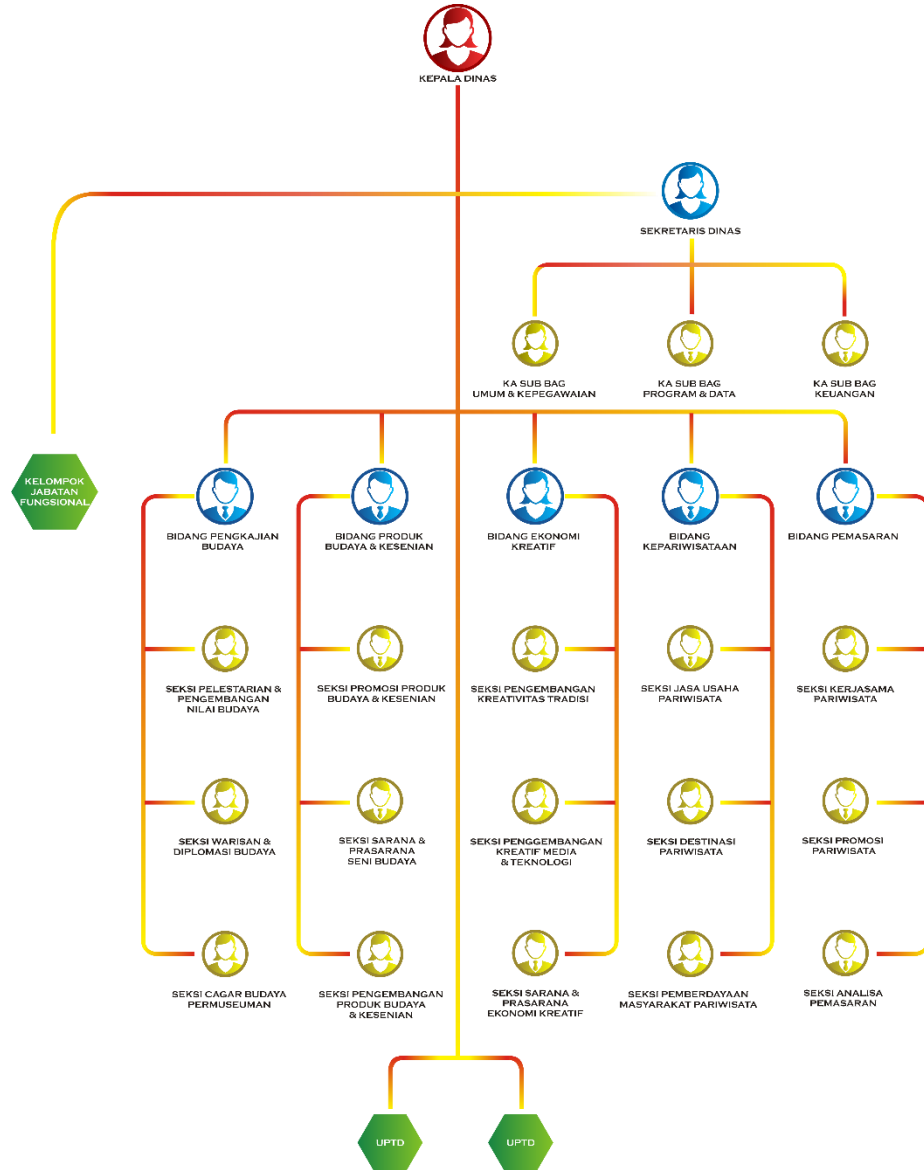 KEPALA DINAS
SEKRETARIS DINAS
KA SUB BAG
UMUM & KEPEGAWAIAN
KA SUB BAG
PROGRAM & DATA
KA SUB BAG
KEUANGAN
KELOMPOK
JABATAN
FUNGSIONAL
BIDANG PENGKAJIAN
BUDAYA
BIDANG PRODUK
BUDAYA & KESENIAN
BIDANG EKONOMI
KREATIF
BIDANG
KEPARIWISATAAN
BIDANG PEMASARAN
SEKSI PELESTARIAN &
PENGEMBANGAN
NILAI BUDAYA
SEKSI PROMOSI PRODUK
BUDAYA & KESENIAN
SEKSI PENGEMBANGAN
KREATIVITAS TRADISI
SEKSI JASA USAHA
PARIWISATA
SEKSI KERJASAMA
PARIWISATA
SEKSI WARISAN &
DIPLOMASI BUDAYA
SEKSI SARANA &
PRASARANA
SENI BUDAYA
SEKSI PENGGEMBANGAN
KREATIF MEDIA
& TEKNOLOGI
SEKSI DESTINASI
PARIWISATA
SEKSI PROMOSI
PARIWISATA
SEKSI CAGAR BUDAYA
PERMUSEUMAN
SEKSI PENGEMBANGAN
PRODUK BUDAYA
& KESENIAN
SEKSI SARANA &
PRASARANA
EKONOMI KREATIF
SEKSI PEMBERDAYAAN
MASYARAKAT PARIWISATA
SEKSI ANALISA
PEMASARAN
UPTD
UPTD